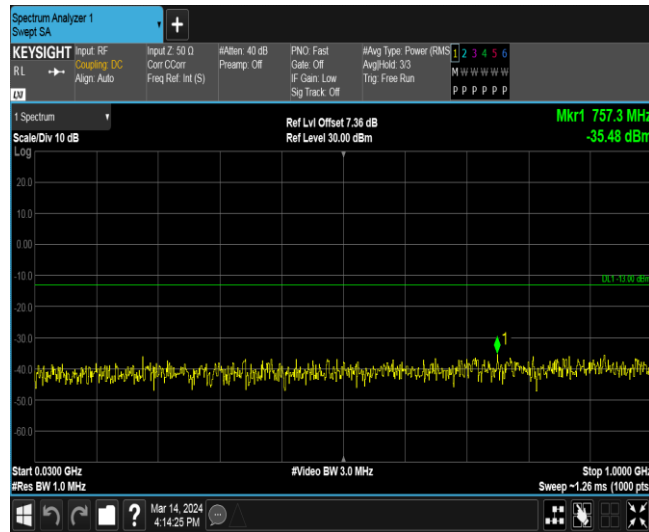 Spectrum Analyzer 1
Swept SA
+
KEYSIGHT
RL
LXI
Input: RF
Coupling: DC
Align: Auto
Input Z: 50 Ω
Corr CCorr
Freq Ref: Int (S)
#Atten: 40 dB
Preamp: Off
PNO: Fast
Gate: Off
IF Gain: Low
Sig Track: Off
#Avg Type: Power (RMS
Avg|Hold: 3/3
Trig: Free Run
1 2 3 4 5 6
M W W W W W
P P P P P P
1 Spectrum
Scale/Div 10 dB
Log
Ref Lvl Offset 7.36 dB
Ref Level 30.00 dBm
Mkr1 757.3 MHz
-35.48 dBm
20.0
10.0
0.00
-10.0
DL1 -13.00 dBm
-20.0
-30.0
1
-40.0
-50.0
-60.0
Start 0.0300 GHz
#Res BW 1.0 MHz
#Video BW 3.0 MHz
Stop 1.0000 GHz
Sweep ~1.26 ms (1000 pts
?
Mar 14, 2024
4:14:25 PM